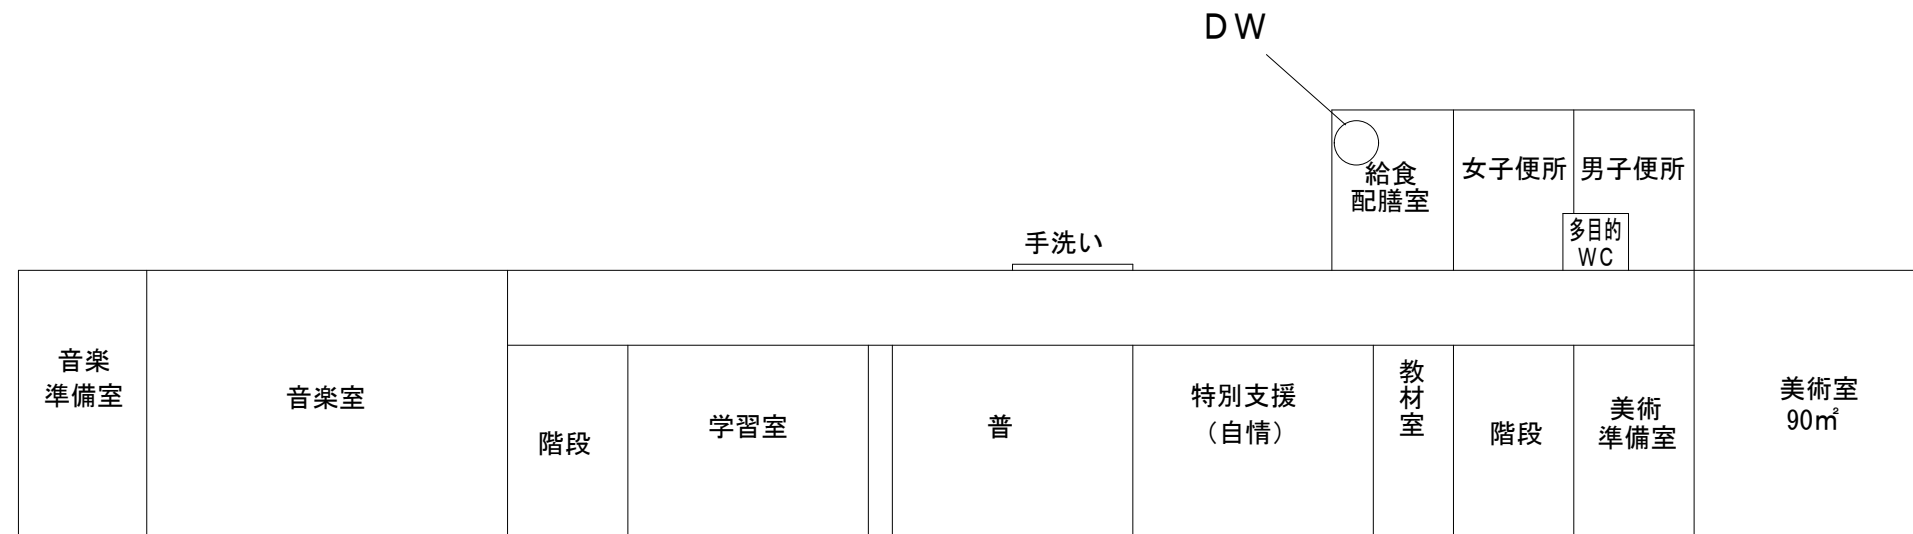 ＤＷ
給食
配膳室
女子便所
男子便所
多目的
ＷＣ
手洗い
音楽
準備室
音楽室
階段
学習室
普
特別支援
（自情）
教材室
階段
美術
準備室
美術室
90㎡